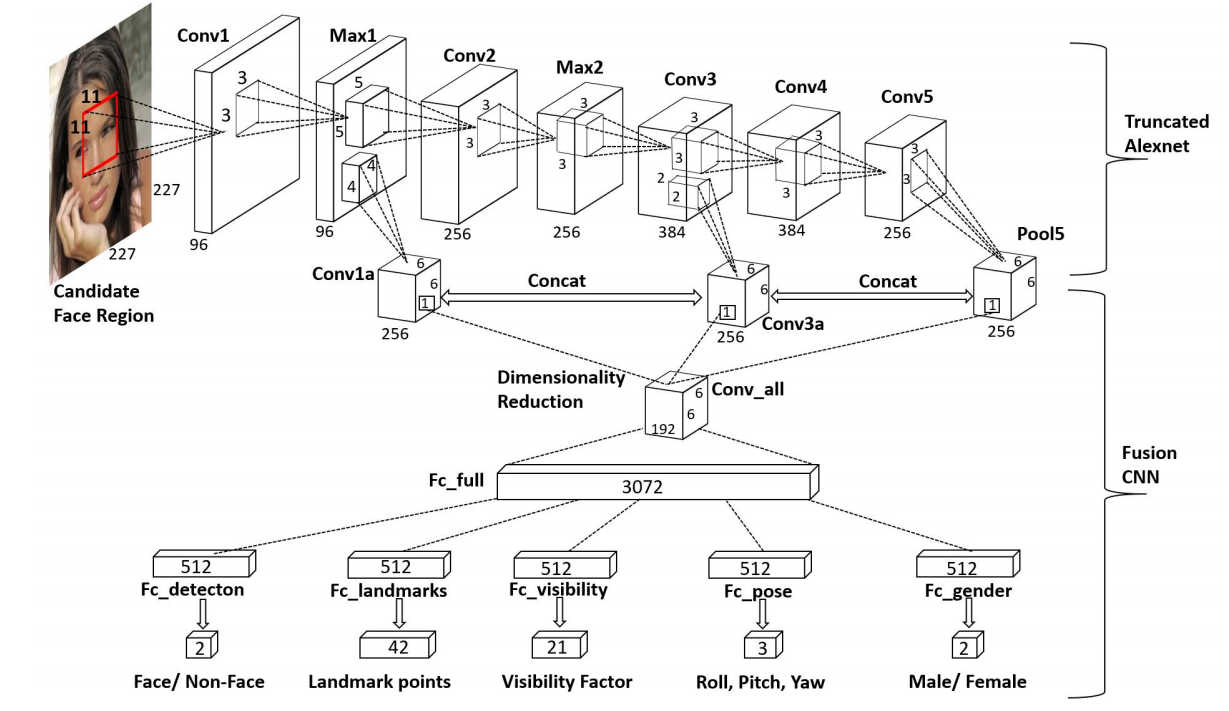 Conv1
Max1
Conv2
Max2
Conv3
Conv4
Conv5
11
11
3
3
5
5
4
4
3
3
3
3
3
3
2
2
3
3
3
3
227
227
96
96
256
256
384
384
256
Truncated
Alexnet
Candidate
Face Region
Conv1a
6
6
1
256
Concat
6
6
1
256
Conv3a
Concat
Pool5
6
6
1
256
Dimensionality
Reduction
Conv_all
6
6
192
Fusion
CNN
Fc_full
3072
512
512
512
512
512
Fc_detecton
Fc_landmarks
Fc_visibility
Fc_pose
Fc_gender
2
42
21
3
2
Face/ Non-Face
Landmark points
Visibility Factor
Roll, Pitch, Yaw
Male/ Female